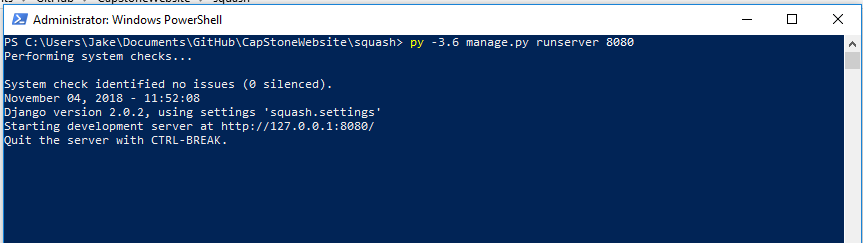 GitHub > CapStoneWebsite > squash
Administrator: Windows PowerShell
PS C:\Users\Jake\Documents\GitHub\CapStoneWebsite\squash> py -3.6 manage.py runserver 8080
Performing system checks...
System check identified no issues (0 silenced).
November 04, 2018 - 11:52:08
Django version 2.0.2, using settings 'squash.settings'
Starting development server at http://127.0.0.1:8080/
Quit the server with CTRL-BREAK.